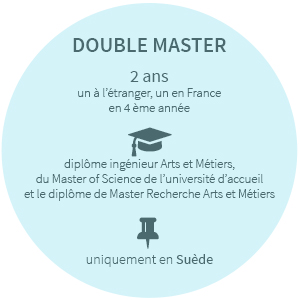 DOUBLE MASTER
2 ans
un à l'étranger, un en France
en 4 ème année
diplôme ingénieur Arts et Métiers,
du Master of Science de l'université d'accueil
et le diplôme de Master Recherche Arts et Métiers
uniquement en Suède